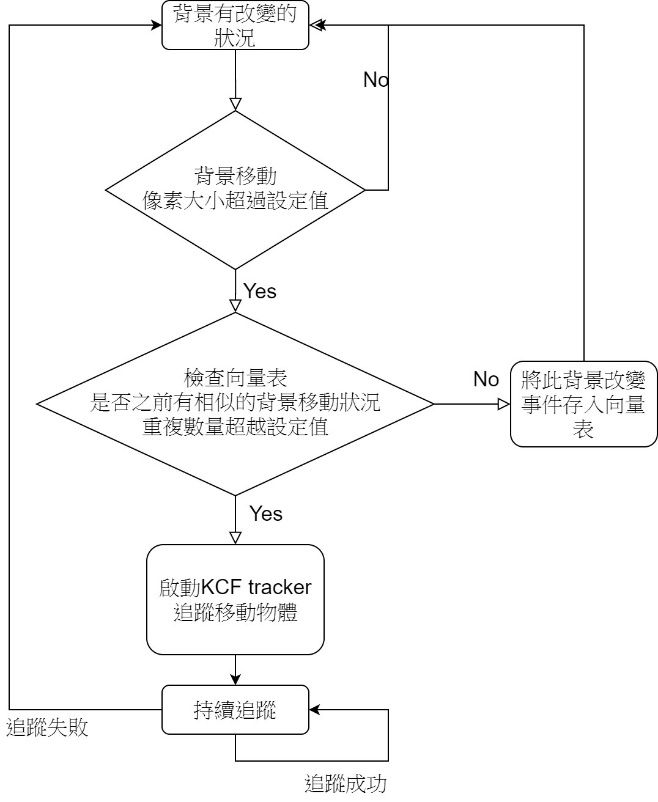 背景有改變的
狀況
No
背景移動
像素大小超過設定值
Yes
檢查向量表
是否之前有相似的背景移動狀況
重複數量超越設定值
No
將此背景改變
事件存入向量
表
Yes
啟動KCF tracker
追蹤移動物體
持續追蹤
追蹤失敗
追蹤成功